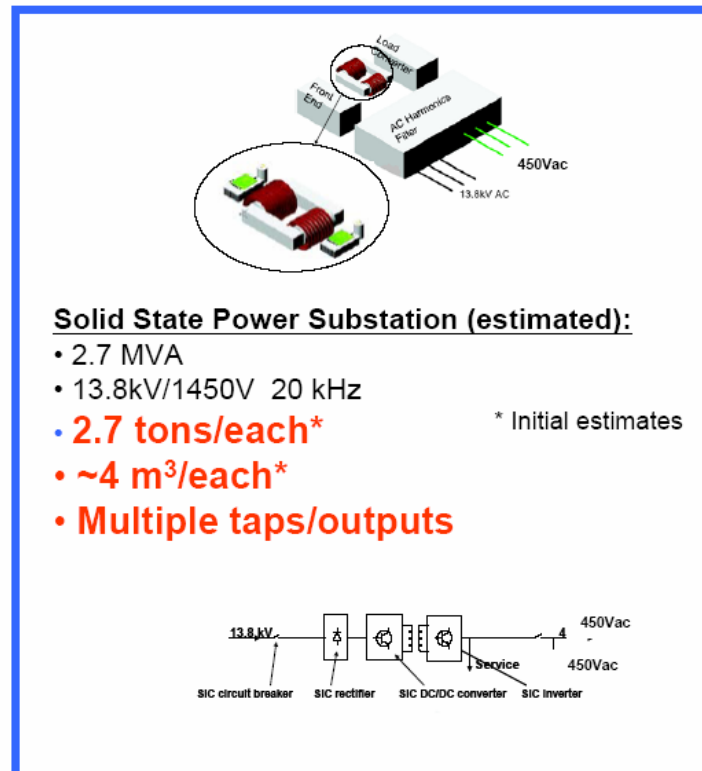 Load
Converter
Front
End
AC Harmonics
Filter
450Vac
13.8kV AC
Solid State Power Substation (estimated):
• 2.7 MVA
• 13.8kV/1450V 20 kHz
• 2.7 tons/each*
* Initial estimates
• ~4 m³/each*
• Multiple taps/outputs
13.8 kV
4
450Vac
450Vac
Service
SiC circuit breaker
SiC rectifier
SiC DC/DC converter
SiC inverter